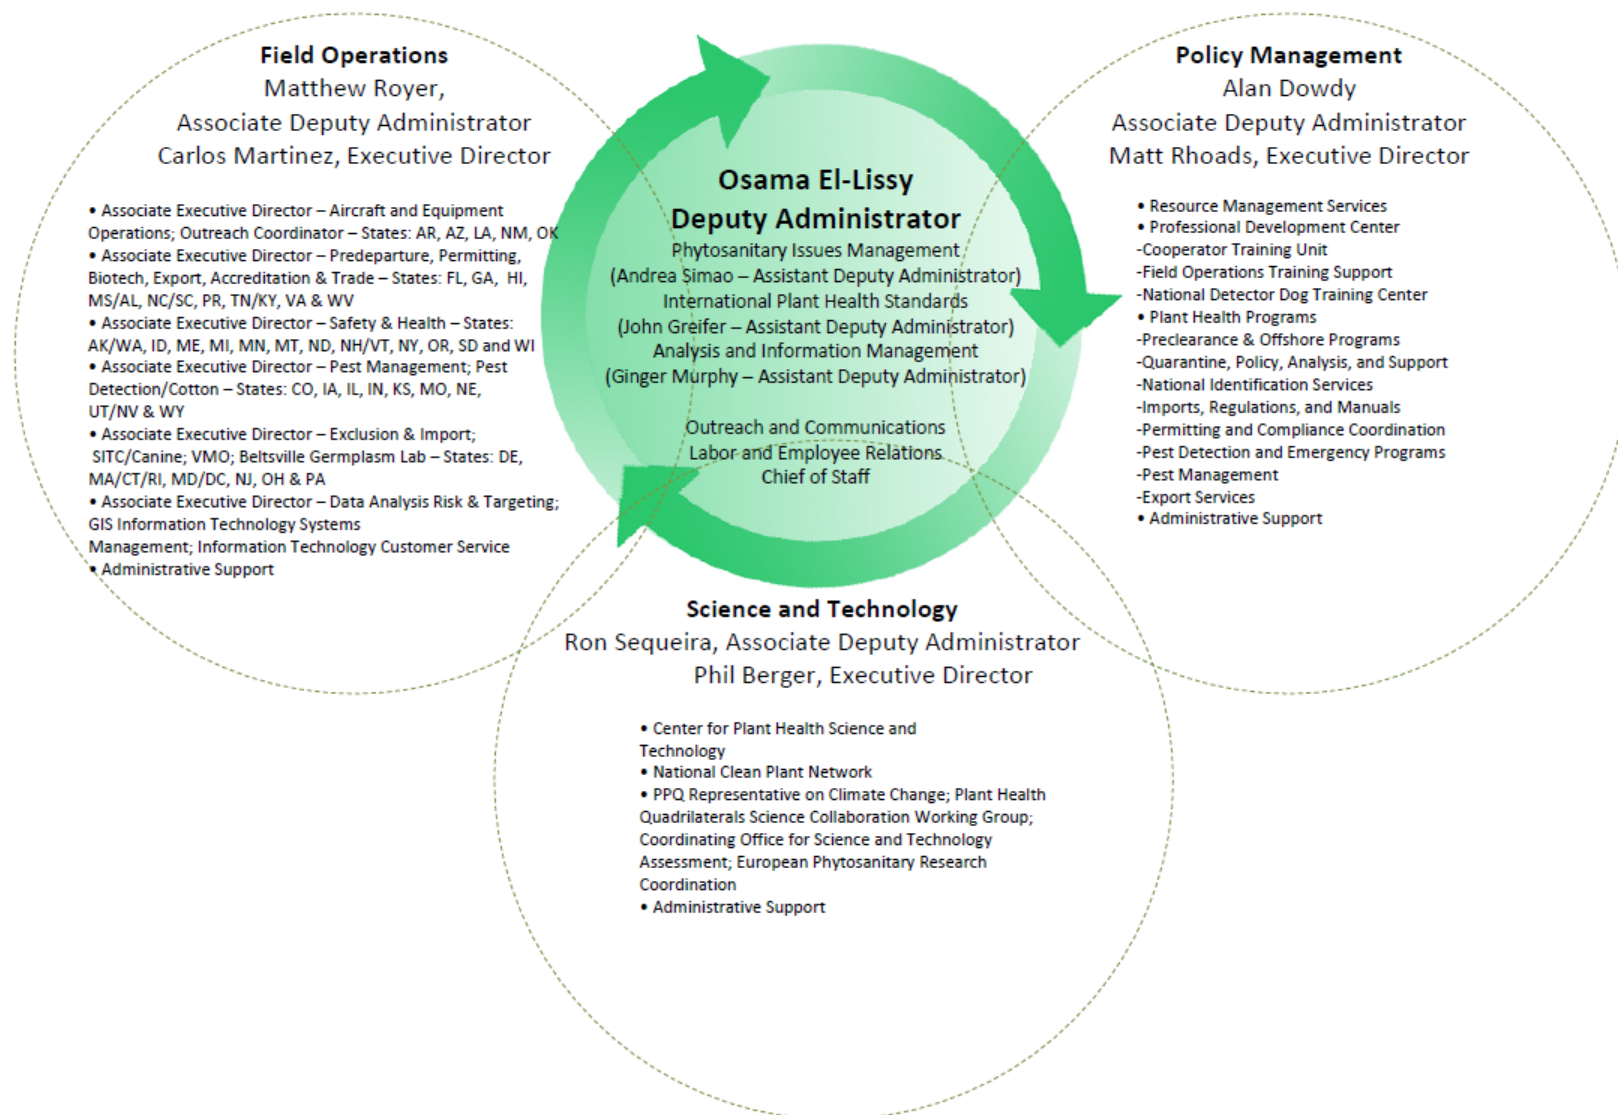 Field Operations
Matthew Royer,
Associate Deputy Administrator
Carlos Martinez, Executive Director
• Associate Executive Director – Aircraft and Equipment
Operations; Outreach Coordinator – States: AR, AZ, LA, NM, OK
• Associate Executive Director – Predeparture, Permitting,
Biotech, Export, Accreditation & Trade – States: FL, GA, HI,
MS/AL, NC/SC, PR, TN/KY, VA & WV
• Associate Executive Director – Safety & Health – States:
AK/WA, ID, ME, MI, MN, MT, ND, NH/VT, NY, OR, SD and WI
• Associate Executive Director – Pest Management; Pest
Detection/Cotton – States: CO, IA, IL, IN, KS, MO, NE,
UT/NV & WY
• Associate Executive Director – Exclusion & Import;
SITC/Canine; VMO; Beltsville Germplasm Lab – States: DE,
MA/CT/RI, MD/DC, NJ, OH & PA
• Associate Executive Director – Data Analysis Risk & Targeting;
GIS Information Technology Systems
Management; Information Technology Customer Service
• Administrative Support
Osama El-Lissy
Deputy Administrator
Phytosanitary Issues Management
(Andrea Simao – Assistant Deputy Administrator)
International Plant Health Standards
(John Greifer – Assistant Deputy Administrator)
Analysis and Information Management
(Ginger Murphy – Assistant Deputy Administrator)
Outreach and Communications
Labor and Employee Relations
Chief of Staff
Policy Management
Alan Dowdy
Associate Deputy Administrator
Matt Rhoads, Executive Director
• Resource Management Services
• Professional Development Center
-Cooperator Training Unit
-Field Operations Training Support
-National Detector Dog Training Center
• Plant Health Programs
-Preclearance & Offshore Programs
-Quarantine, Policy, Analysis, and Support
-National Identification Services
-Imports, Regulations, and Manuals
-Permitting and Compliance Coordination
-Pest Detection and Emergency Programs
-Pest Management
-Export Services
• Administrative Support
Science and Technology
Ron Sequeira, Associate Deputy Administrator
Phil Berger, Executive Director
• Center for Plant Health Science and
Technology
• National Clean Plant Network
• PPQ Representative on Climate Change; Plant Health
Quadrilaterals Science Collaboration Working Group;
Coordinating Office for Science and Technology
Assessment; European Phytosanitary Research
Coordination
• Administrative Support